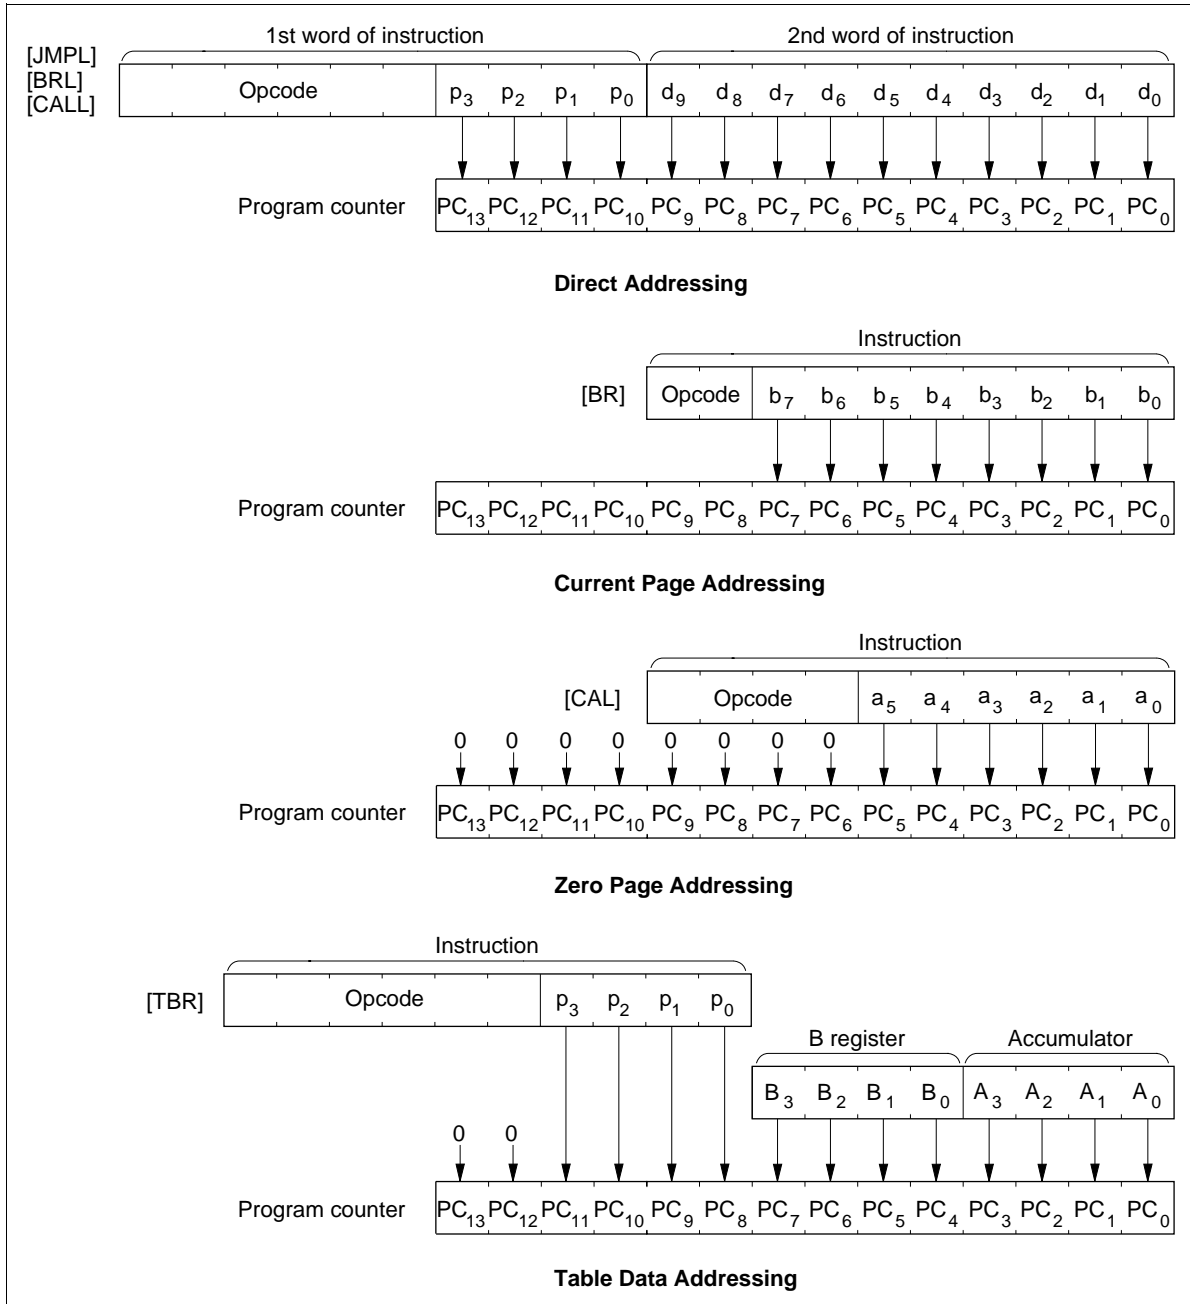 1st word of instruction 2nd word of instruction
[JMPL]
[BRL]
[CALL]
Opcode p3 p2 p1 p0 d9 d8 d7 d6 d5 d4 d3 d2 d1 d0
Program counter PC13 PC12 PC11 PC10 PC9 PC8 PC7 PC6 PC5 PC4 PC3 PC2 PC1 PC0
Direct Addressing
Instruction
[BR] Opcode b7 b6 b5 b4 b3 b2 b1 b0
Program counter PC13 PC12 PC11 PC10 PC9 PC8 PC7 PC6 PC5 PC4 PC3 PC2 PC1 PC0
Current Page Addressing
Instruction
[CAL] Opcode a5 a4 a3 a2 a1 a0
0 0 0 0 0 0 0 0
Program counter PC13 PC12 PC11 PC10 PC9 PC8 PC7 PC6 PC5 PC4 PC3 PC2 PC1 PC0
Zero Page Addressing
Instruction
[TBR] Opcode p3 p2 p1 p0
B register Accumulator
B3 B2 B1 B0 A3 A2 A1 A0
0 0
Program counter PC13 PC12 PC11 PC10 PC9 PC8 PC7 PC6 PC5 PC4 PC3 PC2 PC1 PC0
Table Data Addressing